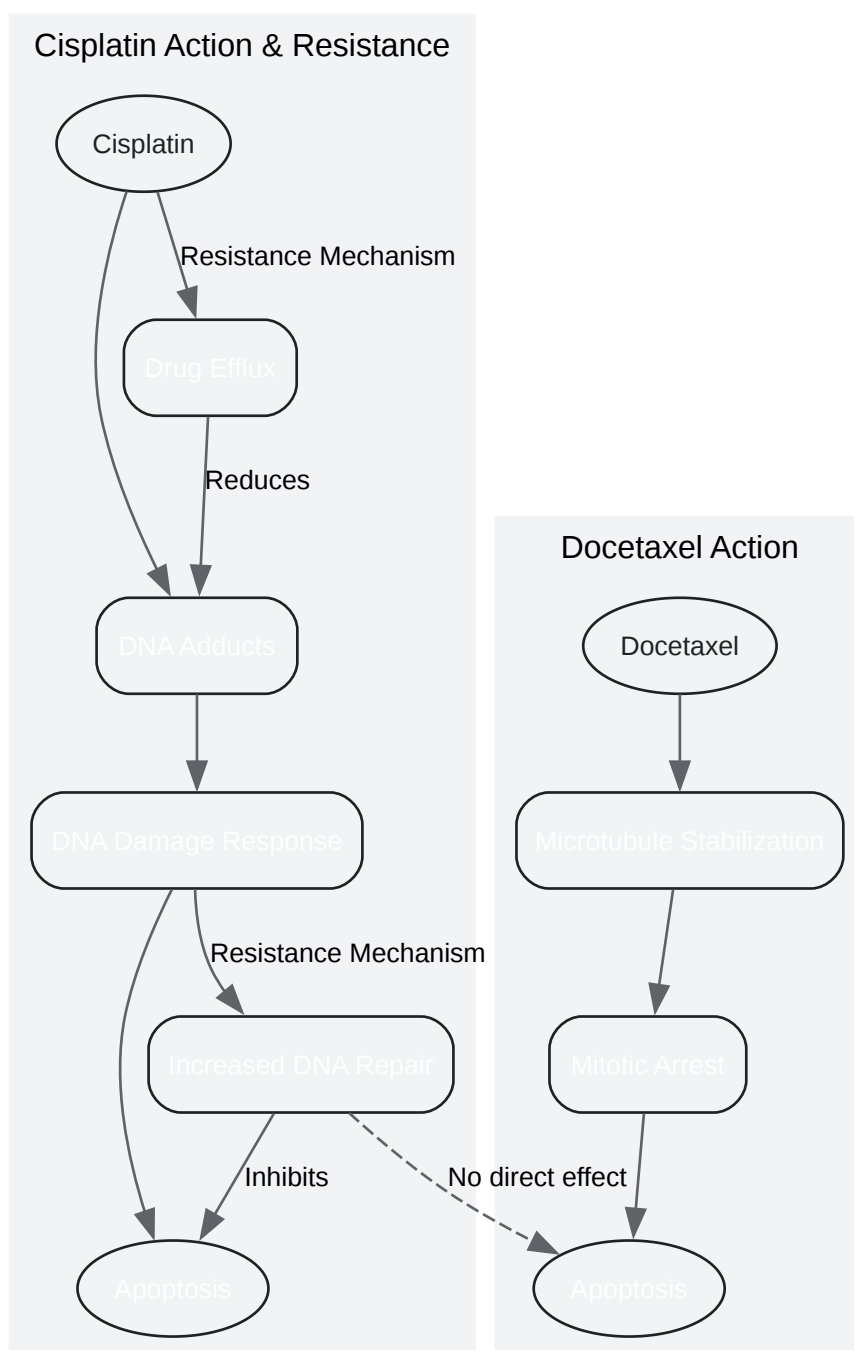 Cisplatin Action & Resistance
Cisplatin
Resistance Mechanism
Drug Efflux
Reduces
DNA Adducts
DNA Damage Response
Resistance Mechanism
Increased DNA Repair
Inhibits
No direct effect
Apoptosis
Docetaxel Action
Docetaxel
Microtubule Stabilization
Mitotic Arrest
Apoptosis